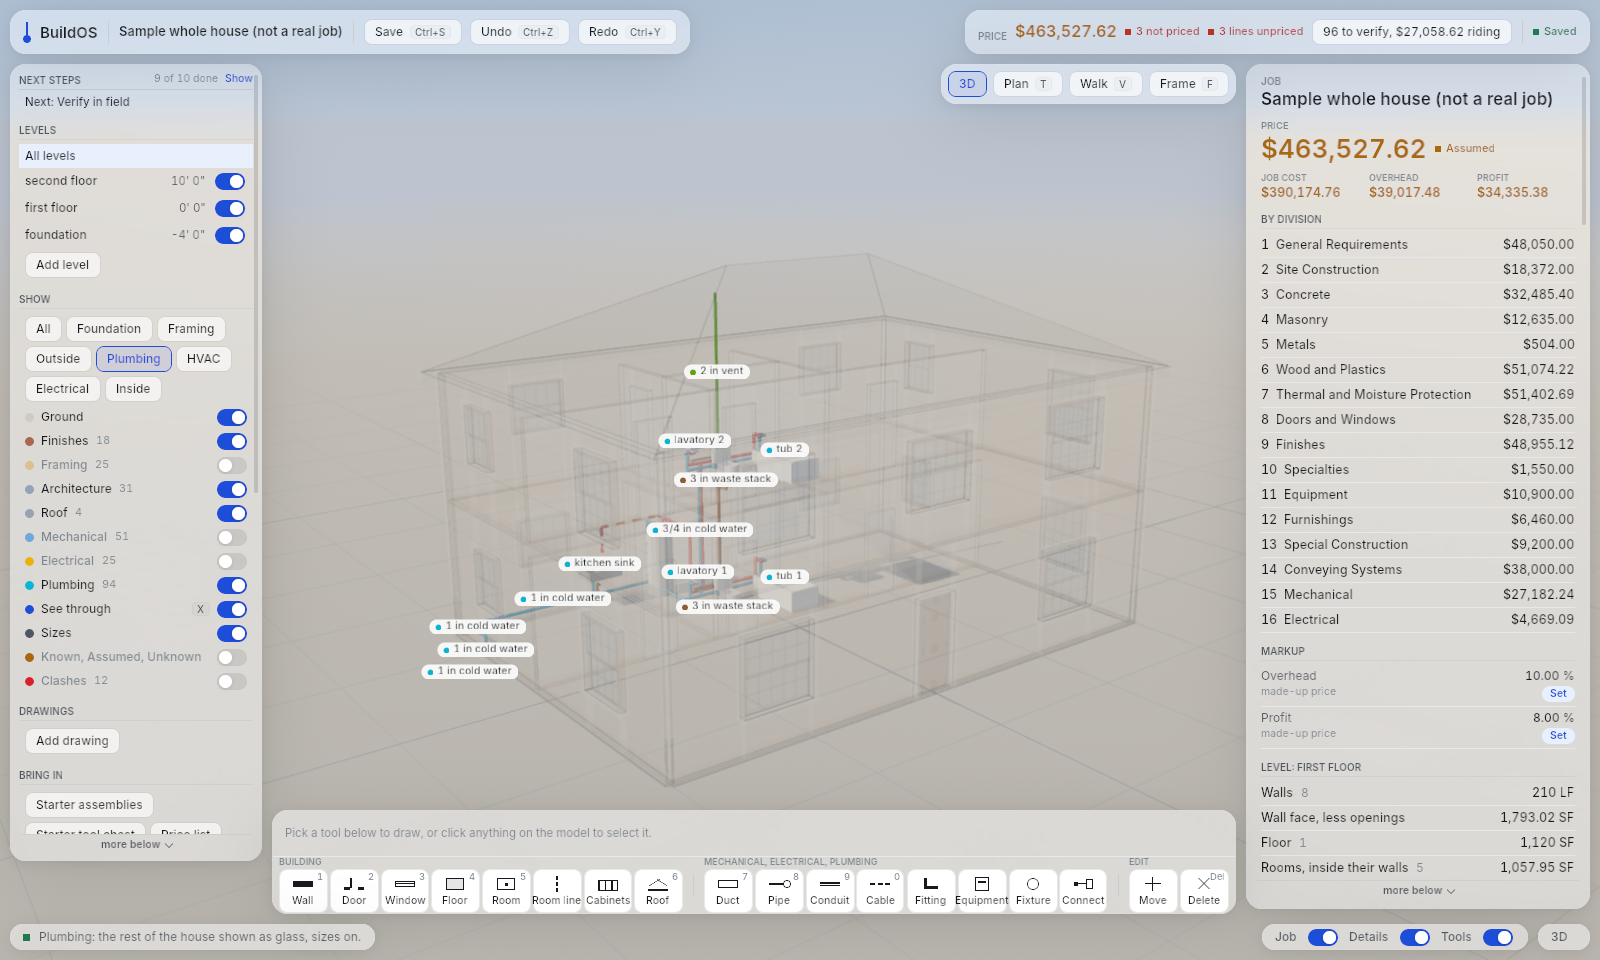 BuildOS
Sample whole house (not a real job)
Save Ctrl+S
Undo Ctrl+Z
Redo Ctrl+Y
PRICE $463,527.62
3 not priced
3 lines unpriced
96 to verify, $27,058.62 riding
Saved
NEXT STEPS
9 of 10 done Show
Next: Verify in field
LEVELS
All levels
second floor 10' 0"
first floor 0' 0"
foundation -4' 0"
Add level
SHOW
All Foundation Framing
Outside Plumbing HVAC
Electrical Inside
Ground
Finishes 18
Framing 25
Architecture 31
Roof 4
Mechanical 51
Electrical 25
Plumbing 94
See through X
Sizes
Known, Assumed, Unknown
Clashes 12
DRAWINGS
Add drawing
BRING IN
Starter assemblies
Starter tool chest Price list
more below
3D
Plan T
Walk V
Frame F
2 in vent
lavatory 2
tub 2
3 in waste stack
3/4 in cold water
kitchen sink
lavatory 1
tub 1
1 in cold water
3 in waste stack
1 in cold water
1 in cold water
1 in cold water
Pick a tool below to draw, or click anything on the model to select it.
BUILDING
Wall 1
Door 2
Window 3
Floor 4
Room 5
Room line
Cabinets
Roof 6
MECHANICAL, ELECTRICAL, PLUMBING
Duct 7
Pipe 8
Conduit 9
Cable 0
Fitting
Equipment
Fixture
Connect
EDIT
Move
Delete Del
JOB
Sample whole house (not a real job)
PRICE
$463,527.62 Assumed
JOB COST OVERHEAD PROFIT
$390,174.76 $39,017.48 $34,335.38
BY DIVISION
1 General Requirements $48,050.00
2 Site Construction $18,372.00
3 Concrete $32,485.40
4 Masonry $12,635.00
5 Metals $504.00
6 Wood and Plastics $51,074.22
7 Thermal and Moisture Protection $51,402.69
8 Doors and Windows $28,735.00
9 Finishes $48,955.12
10 Specialties $1,550.00
11 Equipment $10,900.00
12 Furnishings $6,460.00
13 Special Construction $9,200.00
14 Conveying Systems $38,000.00
15 Mechanical $27,182.24
16 Electrical $4,669.09
MARKUP
Overhead 10.00 %
made-up price Set
Profit 8.00 %
made-up price Set
LEVEL: FIRST FLOOR
Walls 8 210 LF
Wall face, less openings 1,793.02 SF
Floor 1 1,120 SF
Rooms, inside their walls 5 1,057.95 SF
more below
Plumbing: the rest of the house shown as glass, sizes on.
Job Details Tools 3D